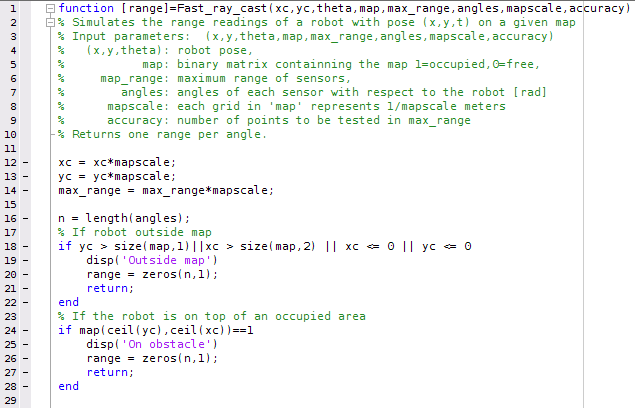 1 function [range]=Fast_ray_cast(xc,yc,theta,map,max_range,angles,mapscale,accuracy)
2 % Simulates the range readings of a robot with pose (x,y,t) on a given map
3 % Input parameters:  (x,y,theta,map,max_range,angles,mapscale,accuracy)
4 %   (x,y,theta): robot pose,
5 %           map: binary matrix containning the map 1=occupied,0=free,
6 %     map_range: maximum range of sensors,
7 %        angles: angles of each sensor with respect to the robot [rad]
8 %      mapscale: each grid in 'map' represents 1/mapscale meters
9 %      accuracy: number of points to be tested in max_range
10 % Returns one range per angle.
11
12 - xc = xc*mapscale;
13 - yc = yc*mapscale;
14 - max_range = max_range*mapscale;
15
16 - n = length(angles);
17 % If robot outside map
18 - if yc > size(map,1)||xc > size(map,2) || xc <= 0 || yc <= 0
19 -     disp('Outside map')
20 -     range = zeros(n,1);
21 -     return;
22 - end
23 % If the robot is on top of an occupied area
24 - if map(ceil(yc),ceil(xc))==1
25 -     disp('On obstacle')
26 -     range = zeros(n,1);
27 -     return;
28 - end
29